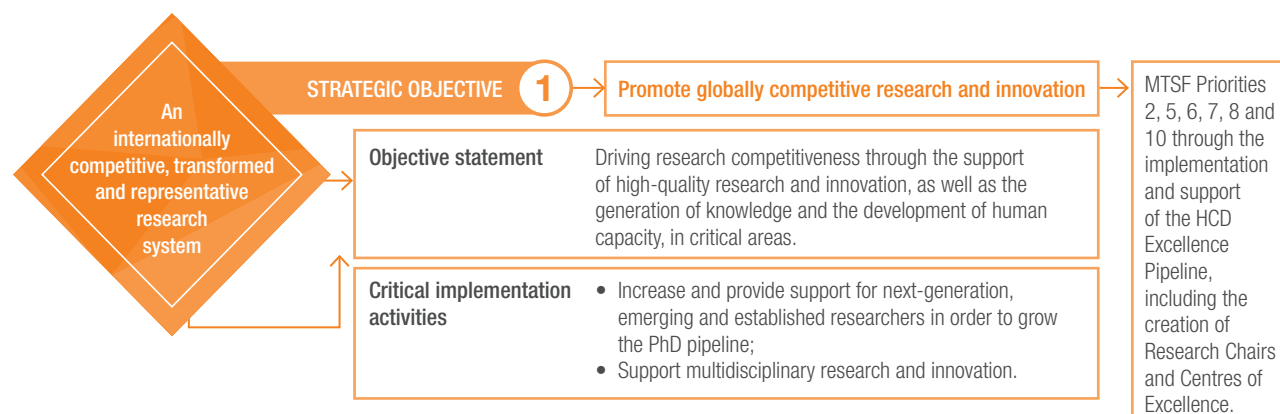 An
internationally
competitive, transformed
and representative
research
system
STRATEGIC OBJECTIVE 1
Promote globally competitive research and innovation
Objective statement
Driving research competitiveness through the support
of high-quality research and innovation, as well as the
generation of knowledge and the development of human
capacity, in critical areas.
Critical implementation
activities
• Increase and provide support for next-generation,
emerging and established researchers in order to grow
the PhD pipeline;
• Support multidisciplinary research and innovation.
MTSF Priorities
2, 5, 6, 7, 8 and
10 through the
implementation
and support
of the HCD
Excellence
Pipeline,
including the
creation of
Research Chairs
and Centres of
Excellence.